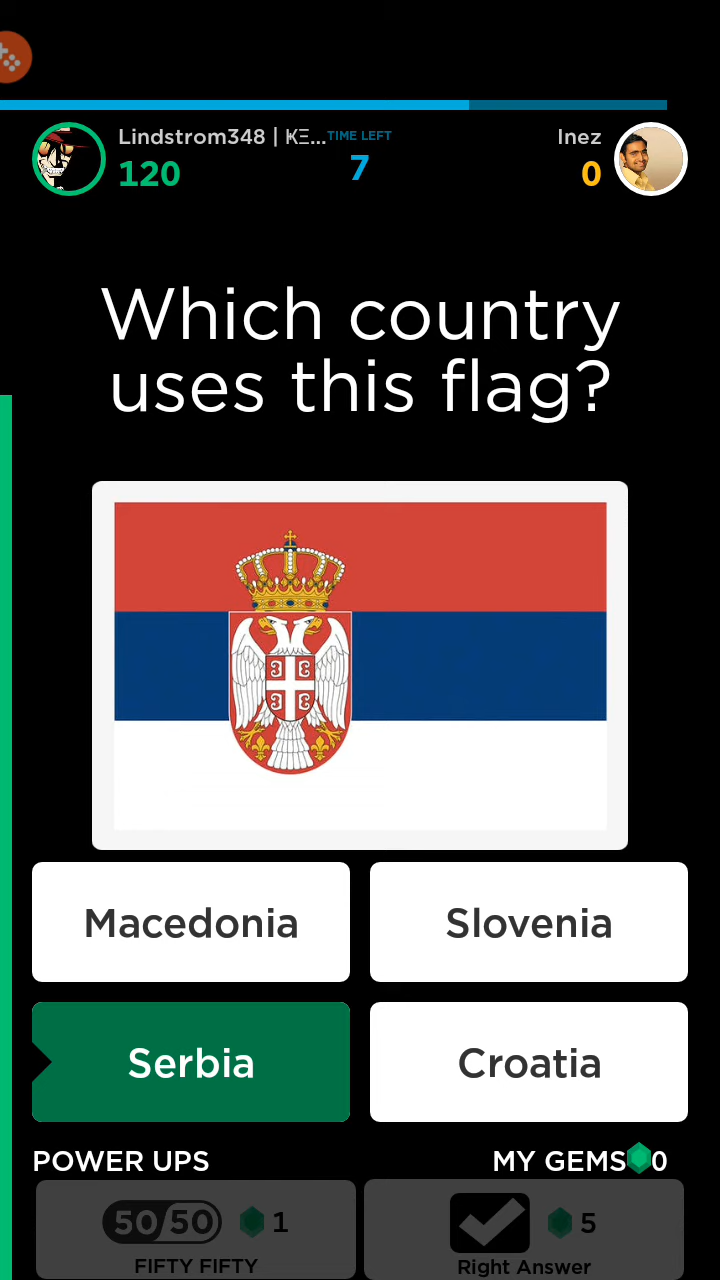 Lindstrom348 | ҜΞ... TIME LEFT Inez
120 7 0
Which country
uses this flag?
Macedonia Slovenia
Serbia Croatia
POWER UPS MY GEMS 0
50/50 1 5
FIFTY FIFTY Right Answer